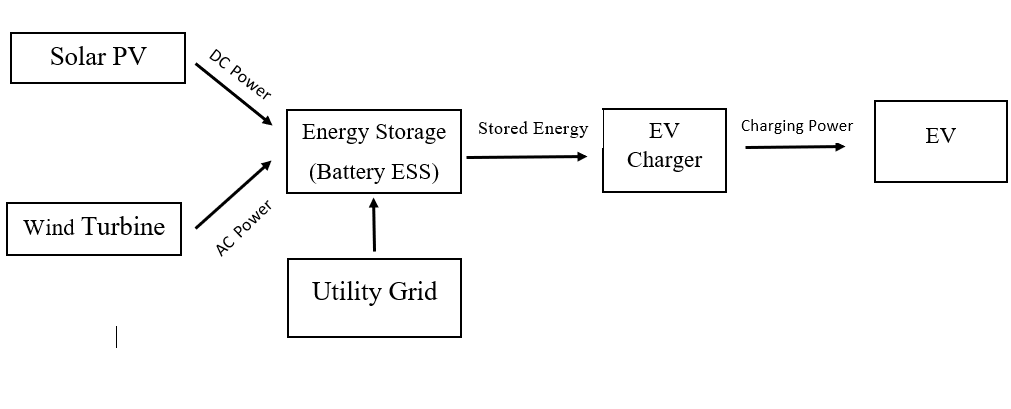 Solar PV
DC Power
Energy Storage
(Battery ESS)
Stored Energy
EV
Charger
Charging Power
EV
Wind Turbine
AC Power
Utility Grid